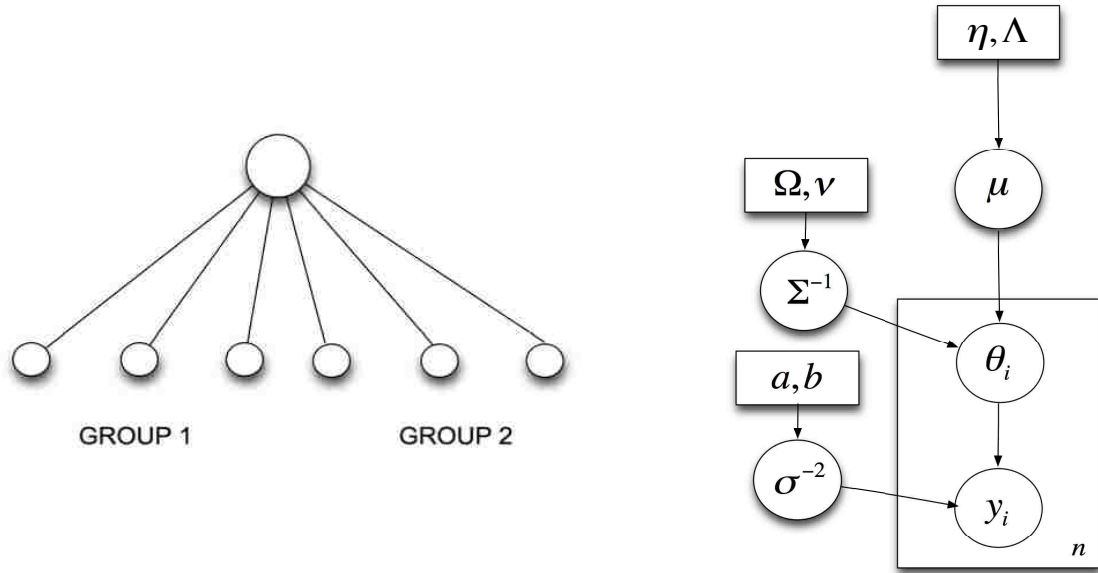 GROUP 1
GROUP 2
η, Λ
μ
Ω, ν
Σ⁻¹
θᵢ
a, b
σ⁻²
yᵢ
n